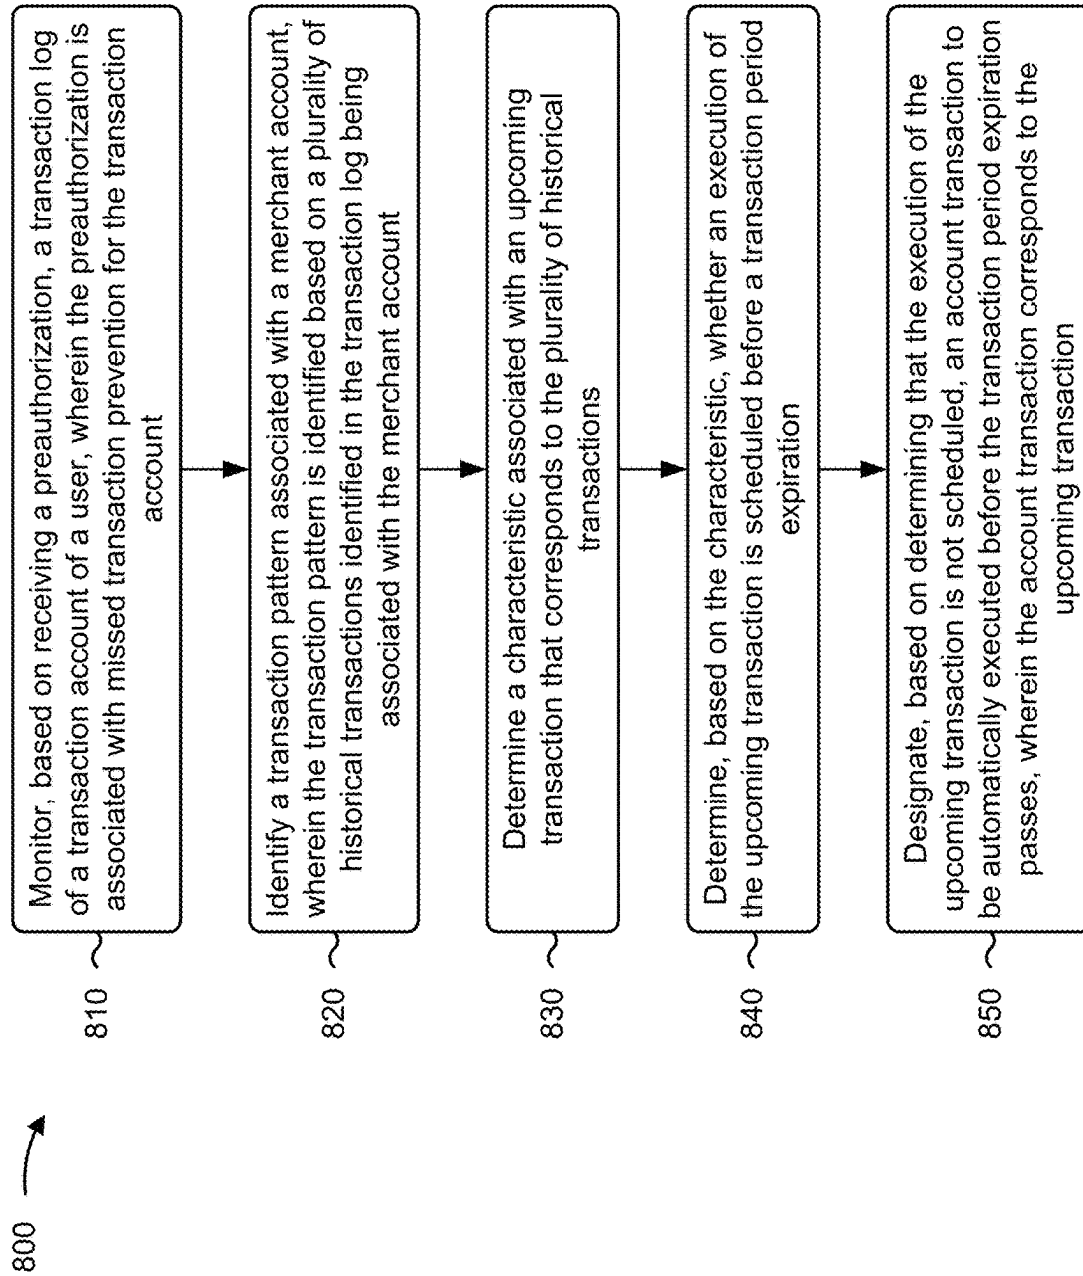 800
810
Monitor, based on receiving a preauthorization, a transaction log
of a transaction account of a user, wherein the preauthorization is
associated with missed transaction prevention for the transaction
account
820
Identify a transaction pattern associated with a merchant account,
wherein the transaction pattern is identified based on a plurality of
historical transactions identified in the transaction log being
associated with the merchant account
830
Determine a characteristic associated with an upcoming
transaction that corresponds to the plurality of historical
transactions
840
Determine, based on the characteristic, whether an execution of
the upcoming transaction is scheduled before a transaction period
expiration
850
Designate, based on determining that the execution of the
upcoming transaction is not scheduled, an account transaction to
be automatically executed before the transaction period expiration
passes, wherein the account transaction corresponds to the
upcoming transaction